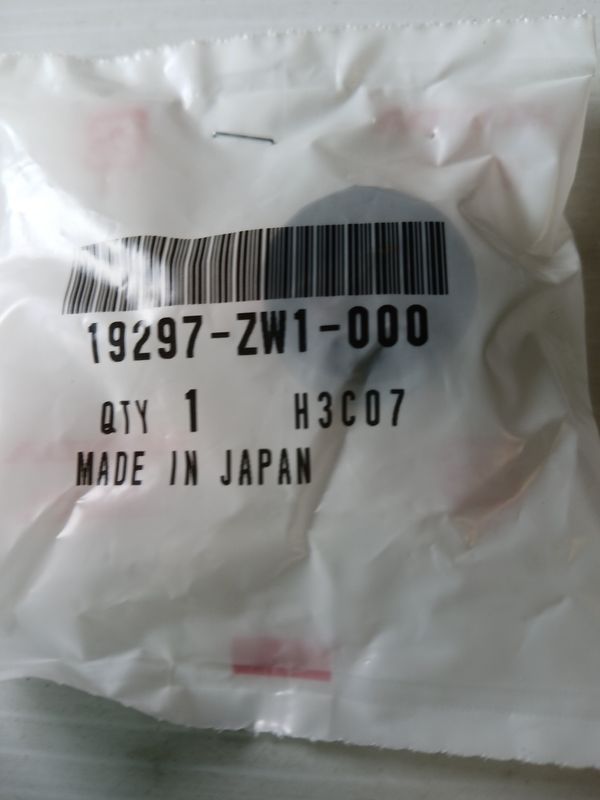 19297-ZW1-000
QTY 1 H3C07
MADE IN JAPAN